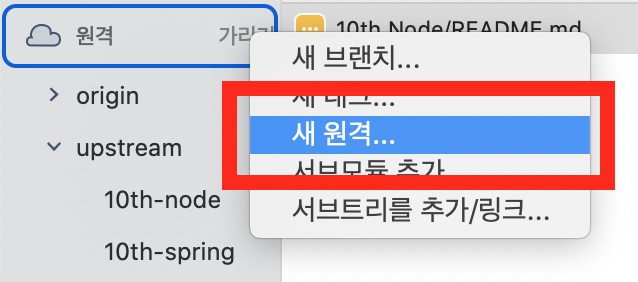 원격
가리기
10th Node/README.md
origin
upstream
10th-node
10th-spring
새 브랜치...
새 태그...
새 원격...
서브모듈 추가
서브트리를 추가/링크...